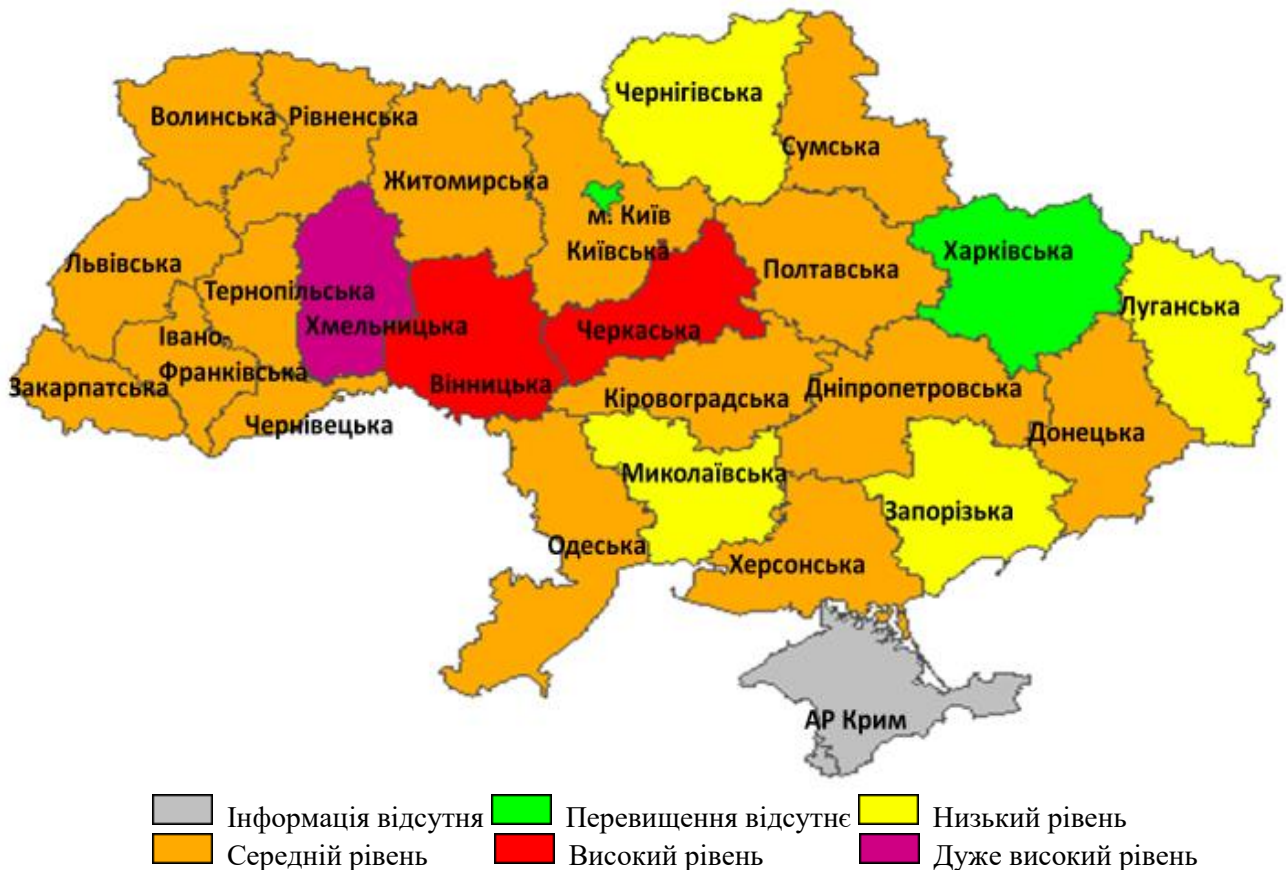 Чернігівська
Волинська
Рівненська
Сумська
Житомирська
м. Київ
Київська
Харківська
Львівська
Полтавська
Тернопільська
Луганська
Хмельницька
Черкаська
Івано-
Франківська
Закарпатська
Вінницька
Кіровоградська
Дніпропетровська
Чернівецька
Донецька
Миколаївська
Запорізька
Одеська
Херсонська
АР Крим
Інформація відсутня Перевищення відсутнє Низький рівень
Середній рівень Високий рівень Дуже високий рівень